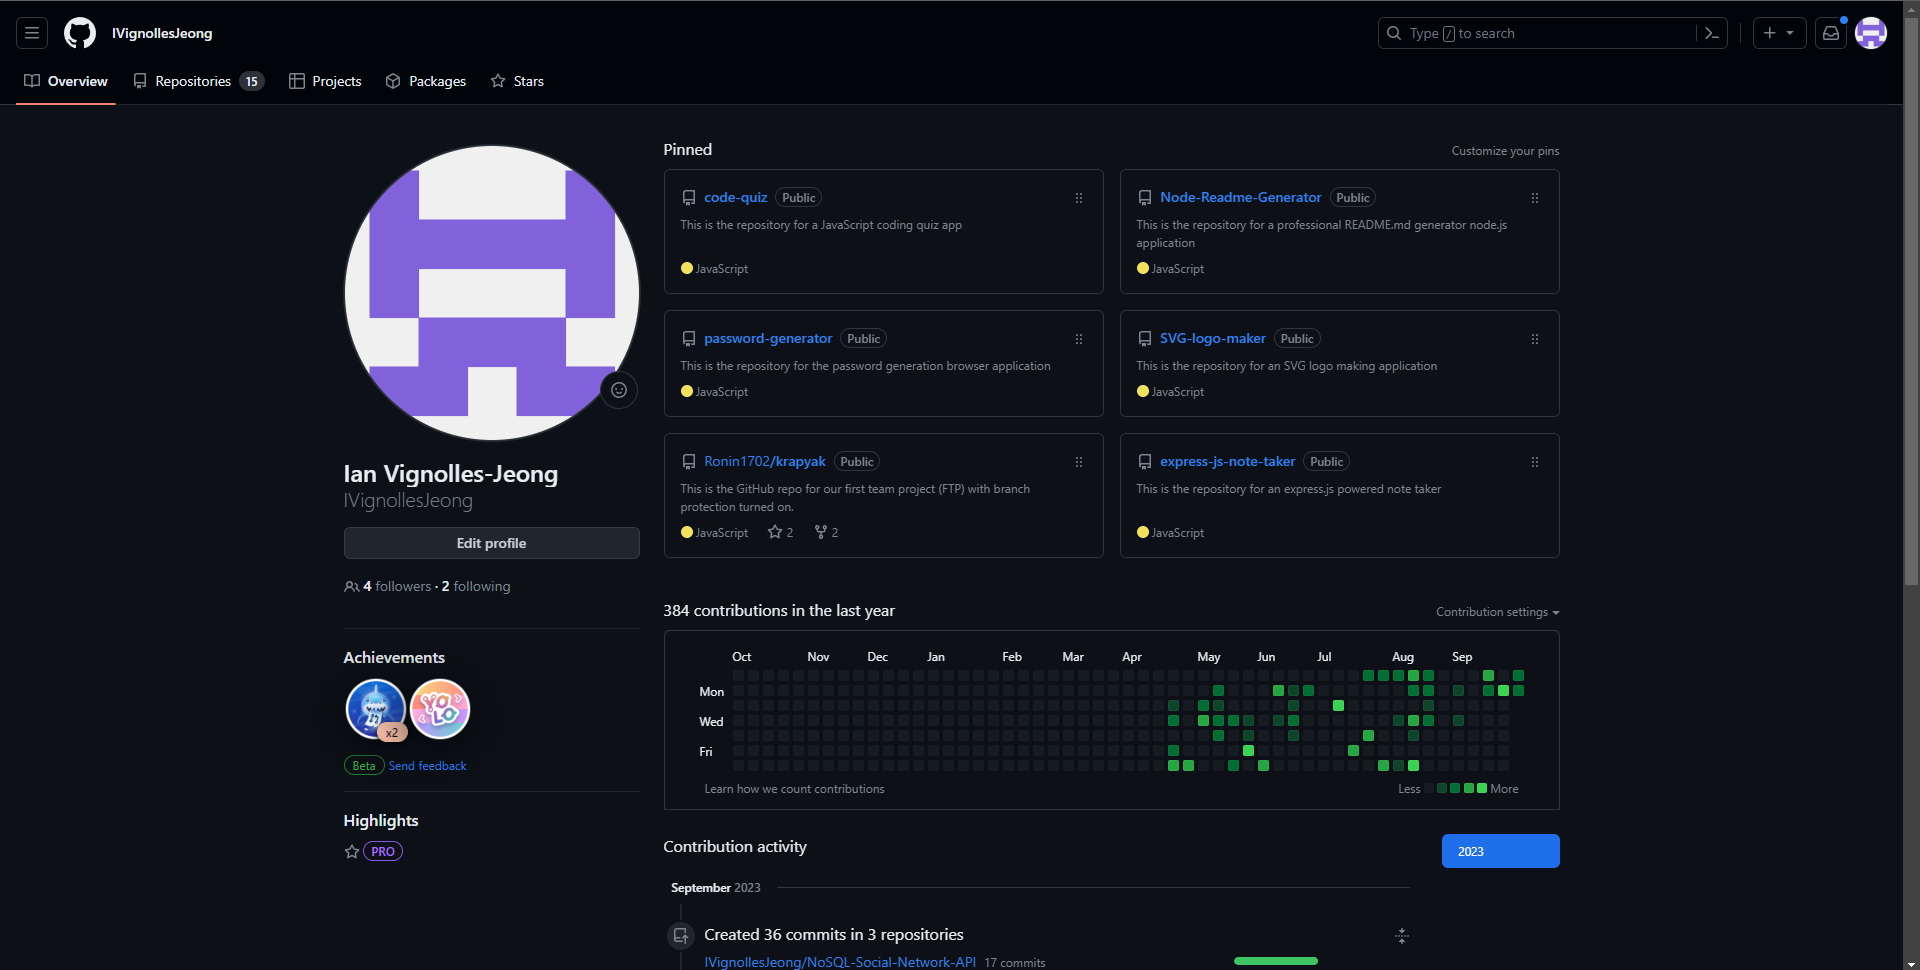 IVignollesJeong
Type / to search
Overview
Repositories 15
Projects
Packages
Stars
Ian Vignolles-Jeong
IVignollesJeong
Edit profile
4 followers · 2 following
Achievements
YOLO
x2
Beta Send feedback
Highlights
PRO
Pinned
Customize your pins
code-quiz Public
This is the repository for a JavaScript coding quiz app
JavaScript
Node-Readme-Generator Public
This is the repository for a professional README.md generator node.js
application
JavaScript
password-generator Public
This is the repository for the password generation browser application
JavaScript
SVG-logo-maker Public
This is the repository for an SVG logo making application
JavaScript
Ronin1702/krapyak Public
This is the GitHub repo for our first team project (FTP) with branch
protection turned on.
JavaScript 2 2
express-js-note-taker Public
This is the repository for an express.js powered note taker
JavaScript
384 contributions in the last year
Contribution settings
Oct Nov Dec Jan Feb Mar Apr May Jun Jul Aug Sep
Mon
Wed
Fri
Learn how we count contributions
Less More
Contribution activity
2023
September 2023
Created 36 commits in 3 repositories
IVignollesJeong/NoSQL-Social-Network-API 17 commits